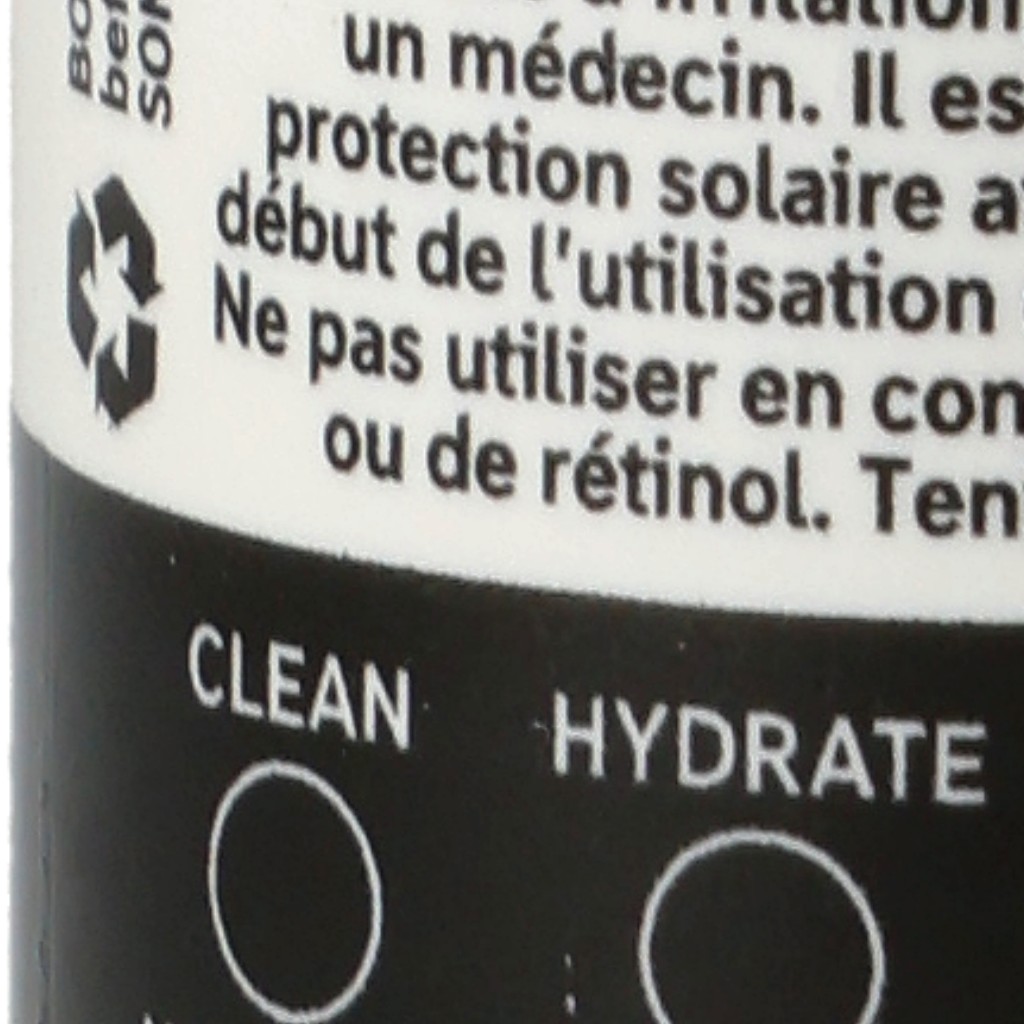 un médecin. Il es
protection solaire a
début de l'utilisation
Ne pas utiliser en con
ou de rétinol. Ten
CLEAN
HYDRATE